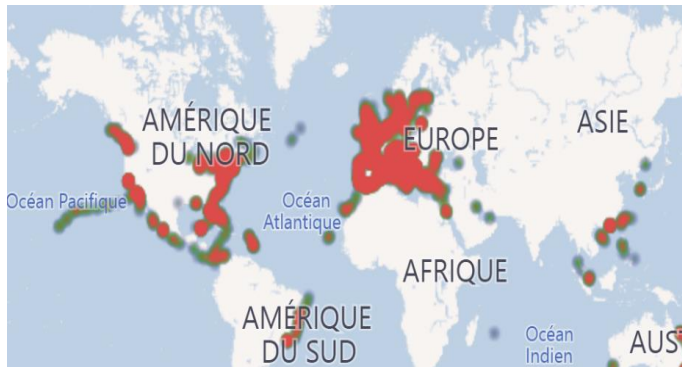 AMÉRIQUE
DU NORD
EUROPE
ASIE
Océan Pacifique
Océan
Atlantique
AFRIQUE
AMÉRIQUE
DU SUD
Océan
Indien
AUS